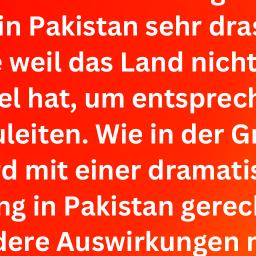 in Pakistan sehr dras
weil das Land nicht
el hat, um entsprech
uleiten. Wie in der Gr
d mit einer dramatis
ng in Pakistan gerech
dere Auswirkungen